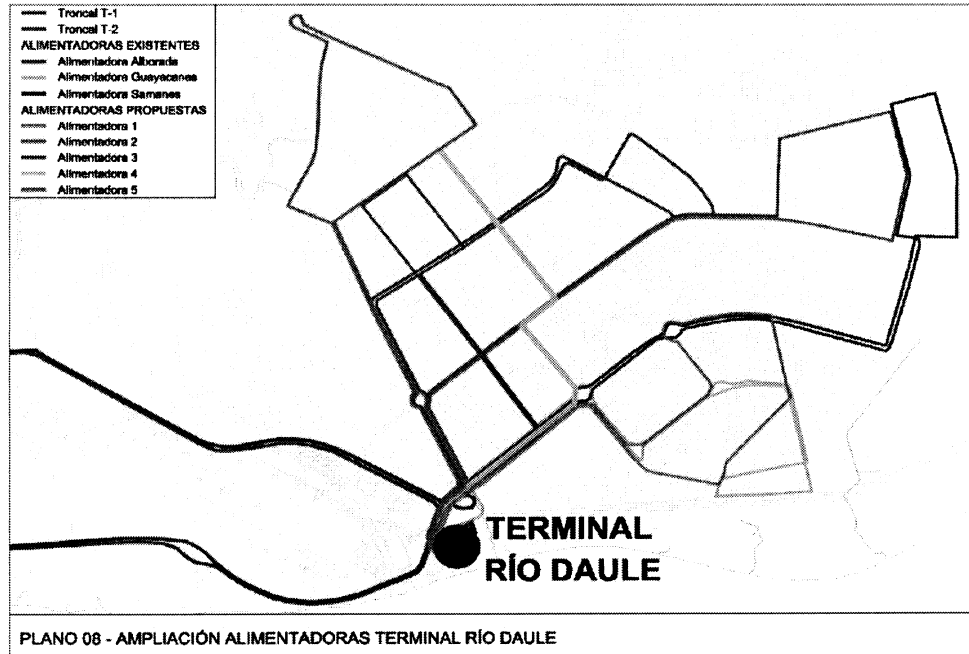 Troncal T-1
Troncal T-2
ALIMENTADORAS EXISTENTES
Alimentadora Alborada
Alimentadora Guayacanes
Alimentadora Samanes
ALIMENTADORAS PROPUESTAS
Alimentadora 1
Alimentadora 2
Alimentadora 3
Alimentadora 4
Alimentadora 5
TERMINAL
RÍO DAULE
PLANO 08 - AMPLIACIÓN ALIMENTADORAS TERMINAL RÍO DAULE